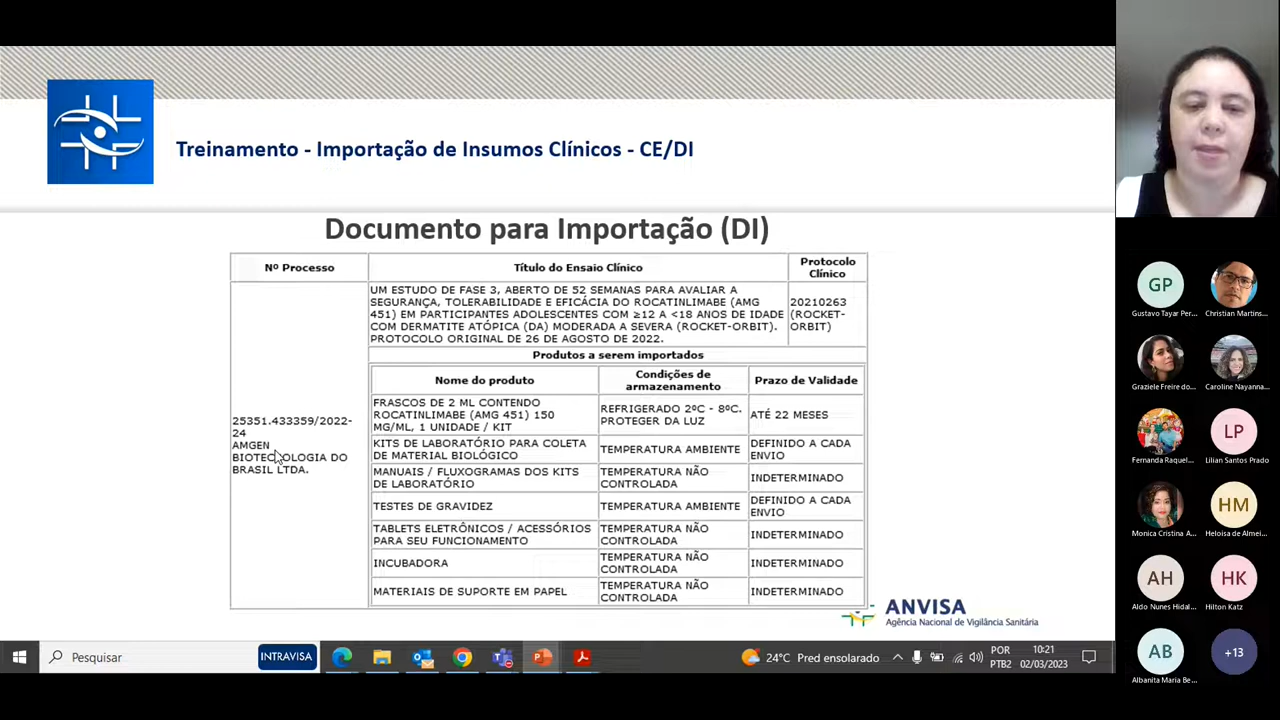 Treinamento - Importação de Insumos Clínicos - CE/DI
Documento para Importação (DI)
Nº Processo
Título do Ensaio Clínico
Protocolo
Clínico
25351.433359/2022-
24
AMGEN
BIOTECNOLOGIA DO
BRASIL LTDA.
UM ESTUDO DE FASE 3, ABERTO DE 52 SEMANAS PARA AVALIAR A
SEGURANÇA, TOLERABILIDADE E EFICÁCIA DO ROCATINLIMABE (AMG
451) EM PARTICIPANTES ADOLESCENTES COM ≥12 A <18 ANOS DE IDADE
COM DERMATITE ATÓPICA (DA) MODERADA A SEVERA (ROCKET-ORBIT).
PROTOCOLO ORIGINAL DE 26 DE AGOSTO DE 2022.
20210263
(ROCKET-
ORBIT)
Produtos a serem importados
Nome do produto
Condições de
armazenamento
Prazo de Validade
FRASCOS DE 2 ML CONTENDO
ROCATINLIMABE (AMG 451) 150
MG/ML, 1 UNIDADE / KIT
REFRIGERADO 2ºC - 8ºC.
PROTEGER DA LUZ
ATÉ 22 MESES
KITS DE LABORATÓRIO PARA COLETA
DE MATERIAL BIOLÓGICO
TEMPERATURA AMBIENTE
DEFINIDO A CADA
ENVIO
MANUAIS / FLUXOGRAMAS DOS KITS
DE LABORATÓRIO
TEMPERATURA NÃO
CONTROLADA
INDETERMINADO
TESTES DE GRAVIDEZ
TEMPERATURA AMBIENTE
DEFINIDO A CADA
ENVIO
TABLETS ELETRÔNICOS / ACESSÓRIOS
PARA SEU FUNCIONAMENTO
TEMPERATURA NÃO
CONTROLADA
INDETERMINADO
INCUBADORA
TEMPERATURA NÃO
CONTROLADA
INDETERMINADO
MATERIAIS DE SUPORTE EM PAPEL
TEMPERATURA NÃO
CONTROLADA
INDETERMINADO
ANVISA
Agência Nacional de Vigilância Sanitária
Pesquisar
INTRAVISA
24°C Pred ensolarado
POR
PTB2
10:21
02/03/2023
GP
Gustavo Tayar Per...
Christian Martins...
Graziele Freire do...
Caroline Nayanna...
Fernanda Raquel...
LP
Lilian Santos Prado
Monica Cristina A...
HM
Heloísa de Almei...
AH
Aldo Nunes Hidal...
HK
Hilton Katz
AB
Albanita Maria Be...
+13